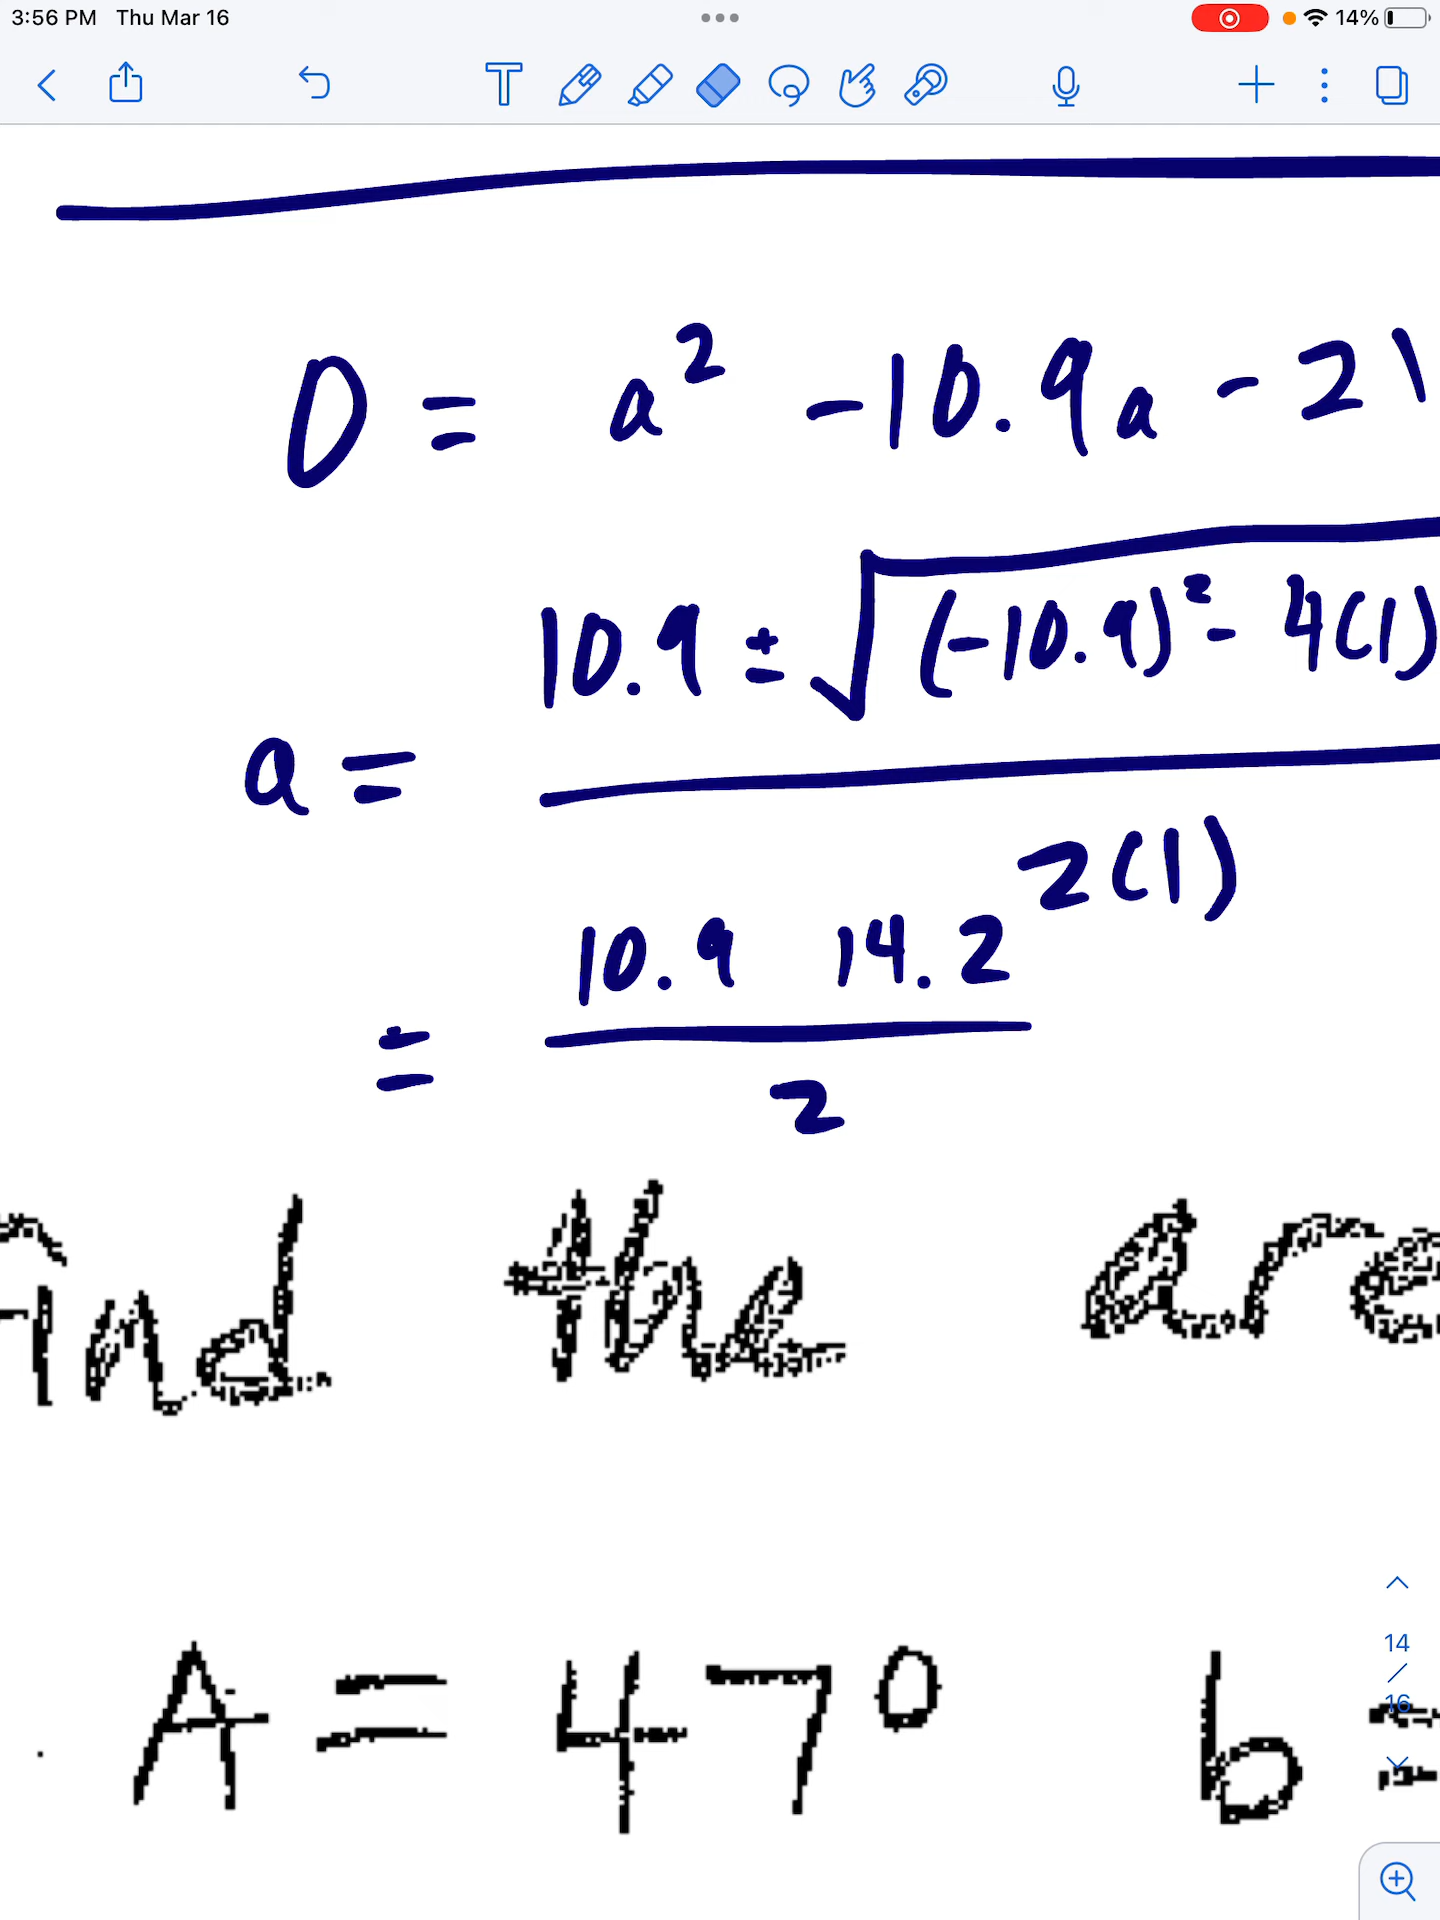 3:56 PM Thu Mar 16 14%
T
0 = a² -10.9a - 21
10.9 ± √(-10.9)² - 4(1)
a =
2(1)
10.9 14.2
=
2
the are
A = 47° b =
14
/
16